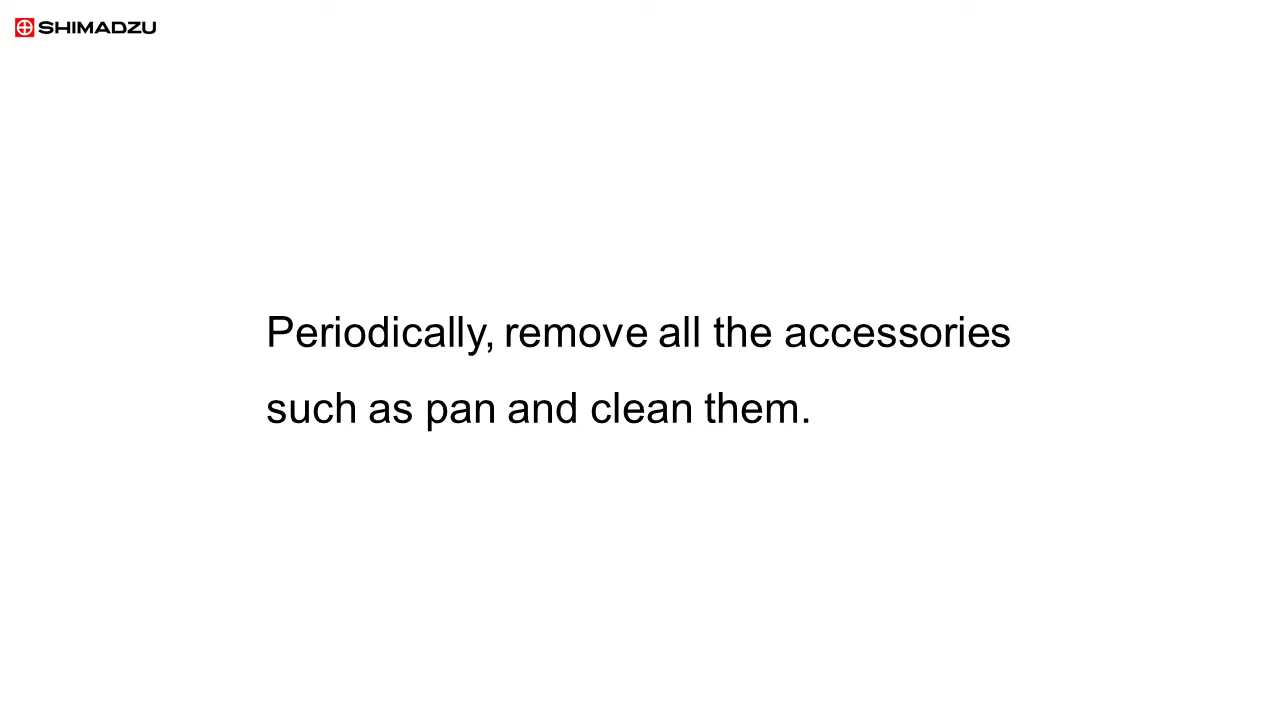 SHIMADZU
Periodically, remove all the accessories
such as pan and clean them.